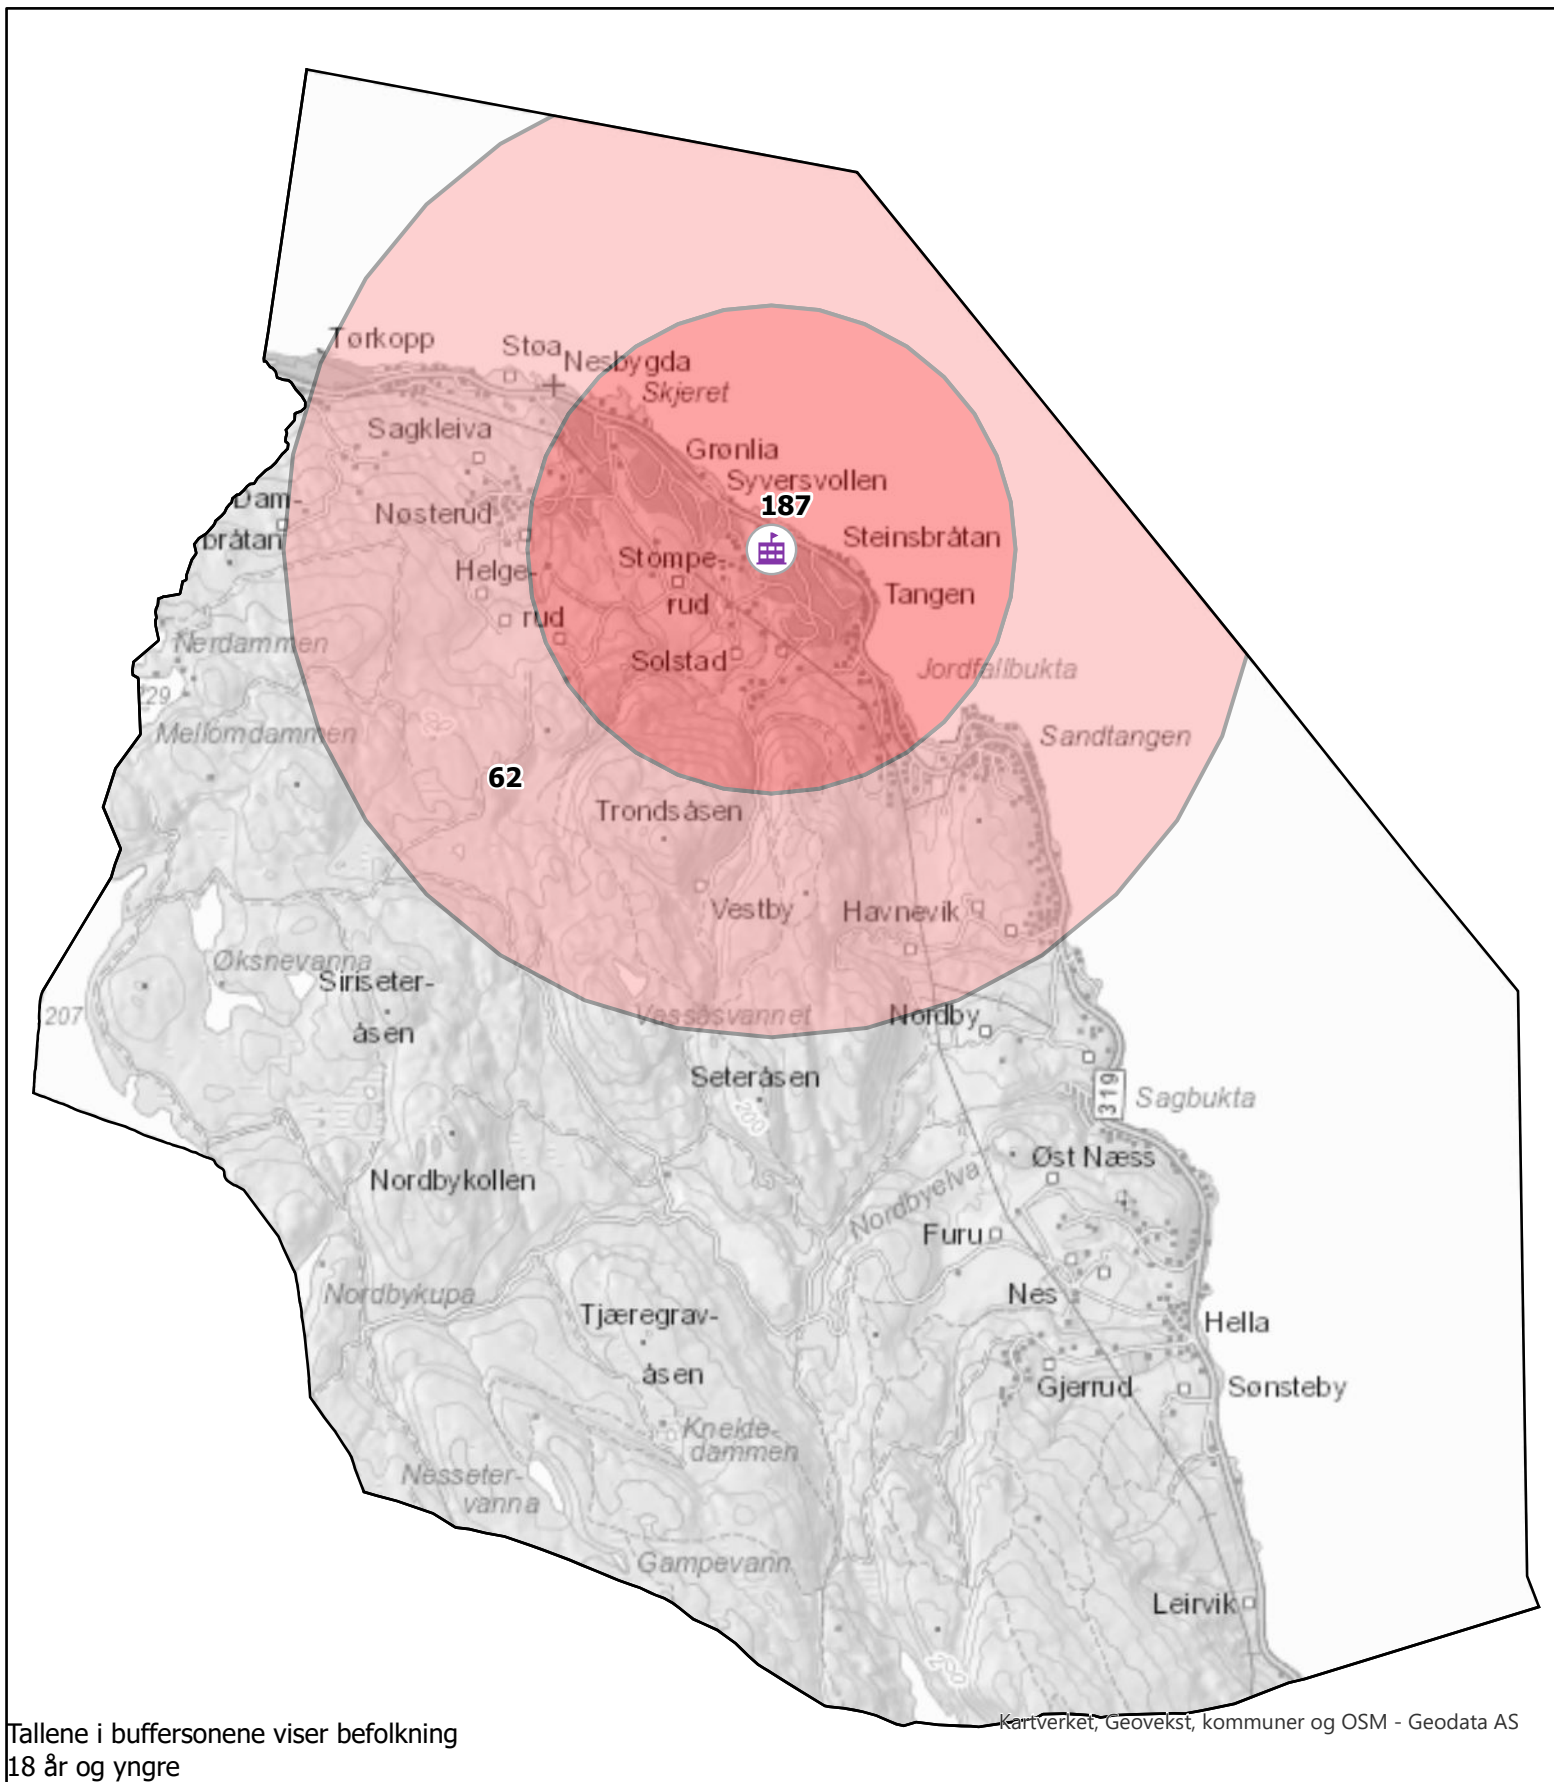 Tørkopp
Støa
Nesbygda
Skjeret
Sagkleiva
Grønlia
Syversvollen
Dam-
bråtan
Nøsterud
187
Steinsbråtan
Stompe-
rud
Helge-
rud
Tangen
Nerdammen
Solstad
Jordfallbukta
229
Mellomdammen
Sandtangen
62
Trondsåsen
Vestby
Havnevik
Øksnevanna
Siriseter-
åsen
207
Vassåsvannet
Nordby
Seteråsen
200
319
Sagbukta
Øst Næss
Nordbykollen
Nordbyelva
Furu
Nordbykupa
Nes
Tjæregrav-
åsen
Hella
Gjerrud
Sønsteby
Knekte-
dammen
Nesseter-
vanna
Gampevann
Leirvik
200
Kartverket, Geovekst, kommuner og OSM - Geodata AS
Tallene i buffersonene viser befolkning
18 år og yngre